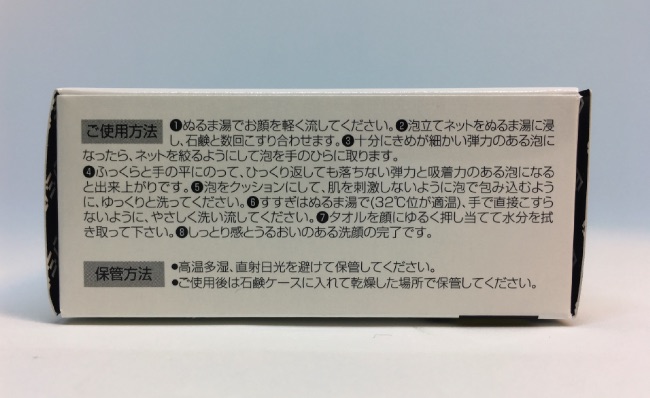 ご使用方法 ❶ぬるま湯でお顔を軽く流してください。❷泡立てネットをぬるま湯に浸
し、石鹸と数回こすり合わせます。❸十分にきめが細かい弾力のある泡に
なったら、ネットを絞るようにして泡を手のひらに取ります。
❹ふっくらと手の平にのって、ひっくり返しても落ちない弾力と吸着力のある泡になる
と出来上がりです。❺泡をクッションにして、肌を刺激しないように泡で包み込むよう
に、ゆっくりと洗ってください。❻すすぎはぬるま湯で(32℃位が適温)、手で直接こすら
ないように、やさしく洗い流してください。❼タオルを顔にゆるく押し当てて水分を拭
き取って下さい。❽しっとり感とうるおいのある洗顔の完了です。
保管方法 •高温多湿、直射日光を避けて保管してください。
•ご使用後は石鹸ケースに入れて乾燥した場所で保管してください。